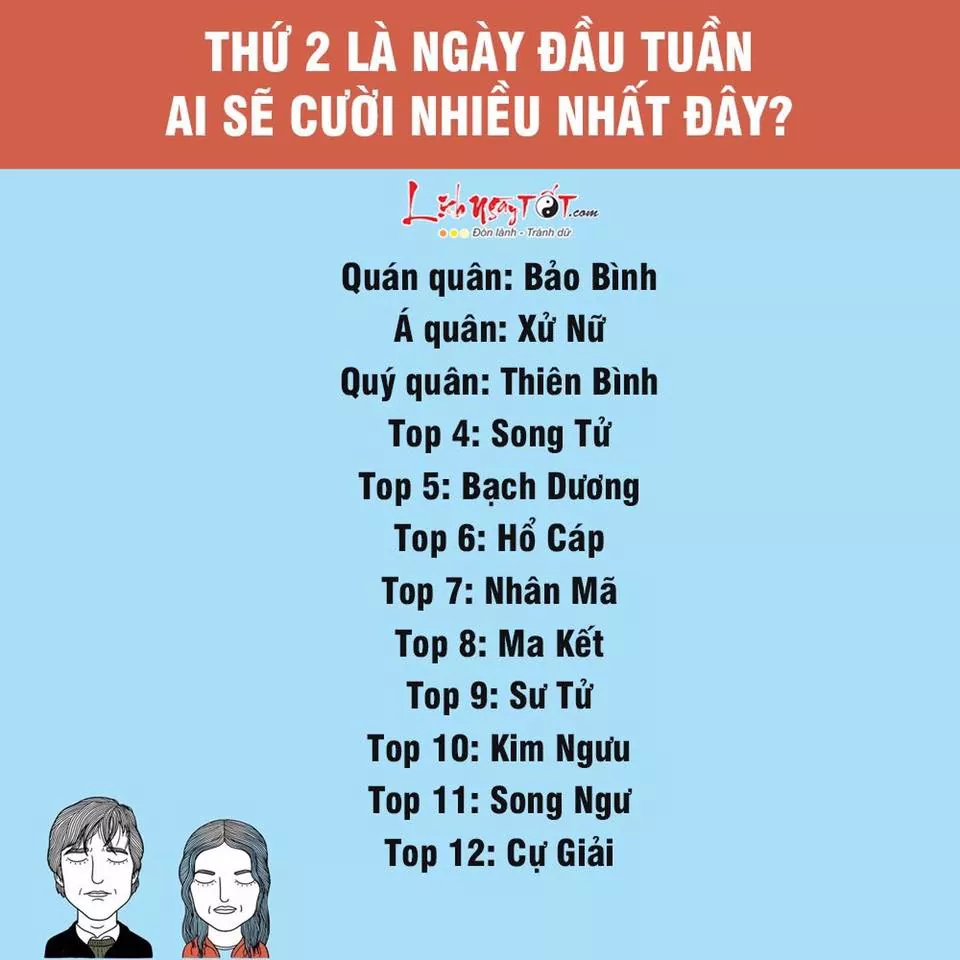 THỨ 2 LÀ NGÀY ĐẦU TUẦN
AI SẼ CƯỜI NHIỀU NHẤT ĐÂY?
LịchNgàyTỐT.com
Đón lành - Tránh dữ
Quán quân: Bảo Bình
Á quân: Xử Nữ
Quý quân: Thiên Bình
Top 4: Song Tử
Top 5: Bạch Dương
Top 6: Hổ Cáp
Top 7: Nhân Mã
Top 8: Ma Kết
Top 9: Sư Tử
Top 10: Kim Ngưu
Top 11: Song Ngư
Top 12: Cự Giải